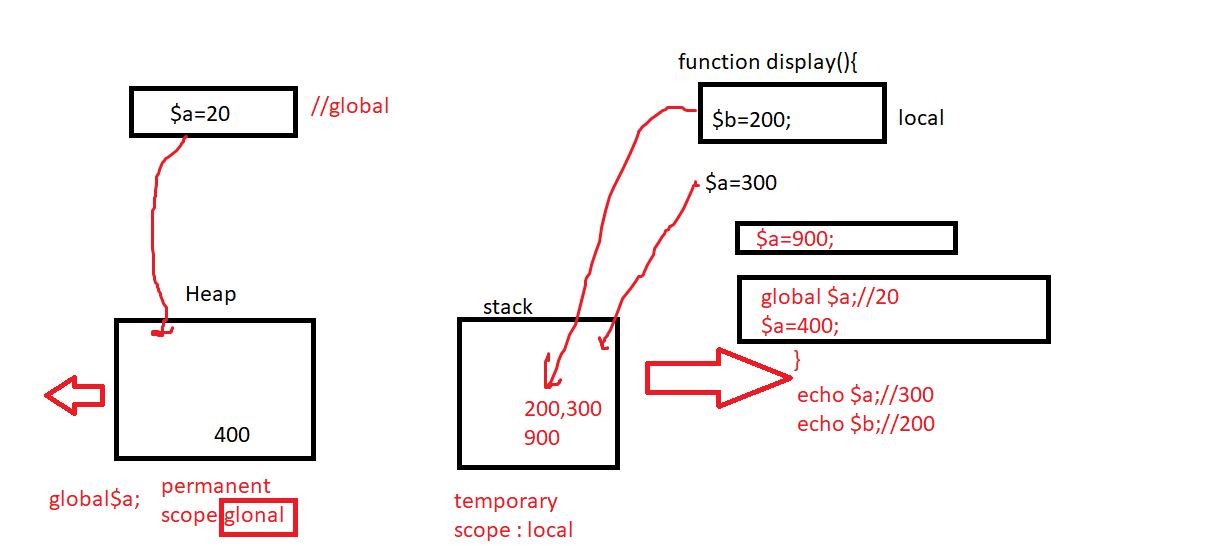 $a=20
//global
Heap
400
global$a;
permanent
scope glonal
function display(){
$b=200;
local
$a=300
$a=900;
global $a;//20
$a=400;
}
echo $a;//300
echo $b;//200
stack
200,300
900
temporary
scope : local